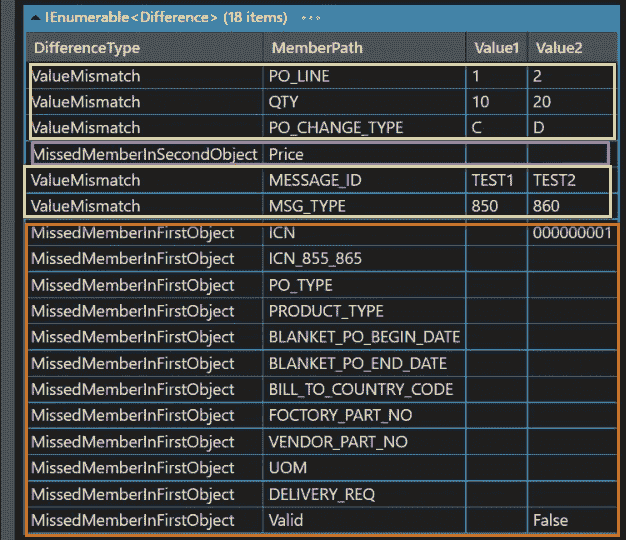 IEnumerable<Difference> (18 items) ...
DifferenceType MemberPath Value1 Value2
ValueMismatch PO_LINE 1 2
ValueMismatch QTY 10 20
ValueMismatch PO_CHANGE_TYPE C D
MissedMemberInSecondObject Price
ValueMismatch MESSAGE_ID TEST1 TEST2
ValueMismatch MSG_TYPE 850 860
MissedMemberInFirstObject ICN 000000001
MissedMemberInFirstObject ICN_855_865
MissedMemberInFirstObject PO_TYPE
MissedMemberInFirstObject PRODUCT_TYPE
MissedMemberInFirstObject BLANKET_PO_BEGIN_DATE
MissedMemberInFirstObject BLANKET_PO_END_DATE
MissedMemberInFirstObject BILL_TO_COUNTRY_CODE
MissedMemberInFirstObject FOCTORY_PART_NO
MissedMemberInFirstObject VENDOR_PART_NO
MissedMemberInFirstObject UOM
MissedMemberInFirstObject DELIVERY_REQ
MissedMemberInFirstObject Valid False